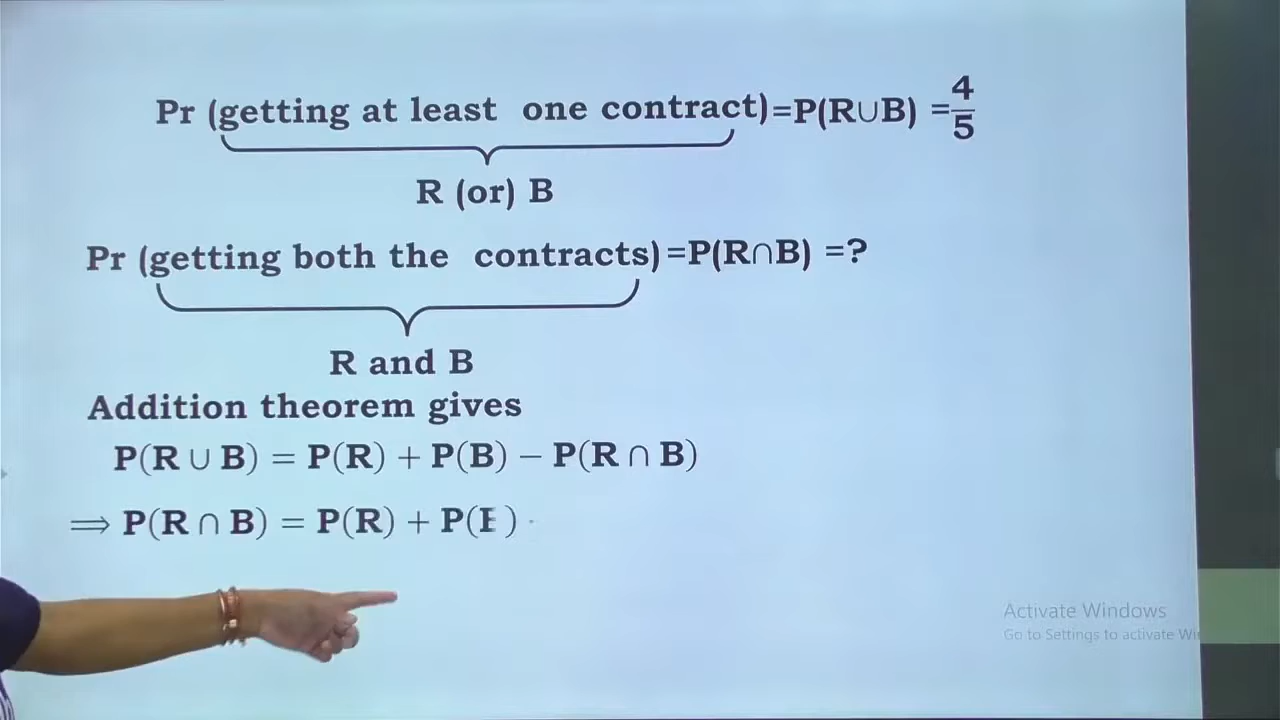 Pr (getting at least one contract)=P(R∪B) =4/5
R (or) B
Pr (getting both the contracts)=P(R∩B) =?
R and B
Addition theorem gives
P(R ∪ B) = P(R) + P(B) − P(R ∩ B)
⟹ P(R ∩ B) = P(R) + P( )
Activate Windows
Go to Settings to activate